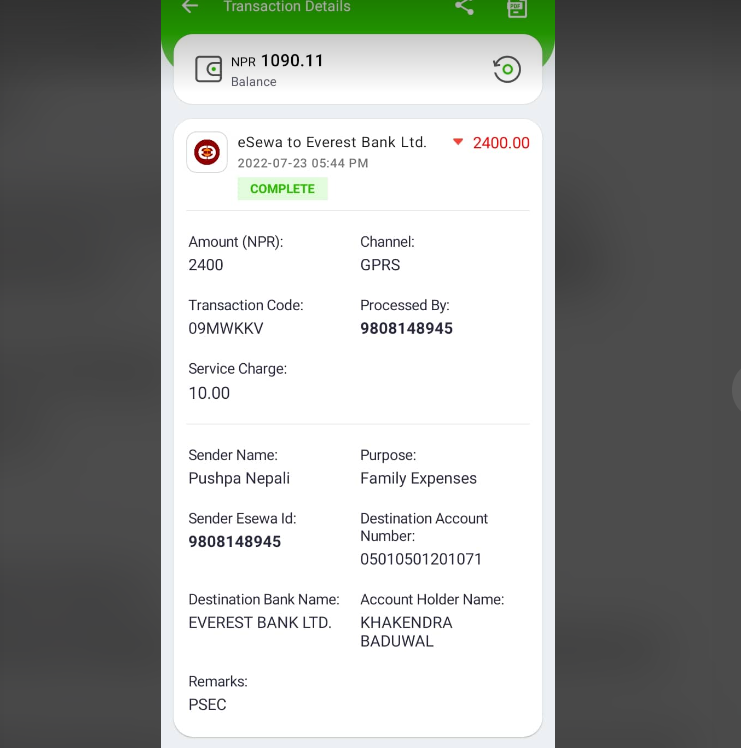 Transaction Details
PDF
NPR 1090.11
Balance
eSewa to Everest Bank Ltd.
2400.00
2022-07-23 05:44 PM
COMPLETE
Amount (NPR):
Channel:
2400
GPRS
Transaction Code:
Processed By:
09MWKKV
9808148945
Service Charge:
10.00
Sender Name:
Purpose:
Pushpa Nepali
Family Expenses
Sender Esewa Id:
Destination Account
Number:
9808148945
05010501201071
Destination Bank Name:
Account Holder Name:
EVEREST BANK LTD.
KHAKENDRA
BADUWAL
Remarks:
PSEC